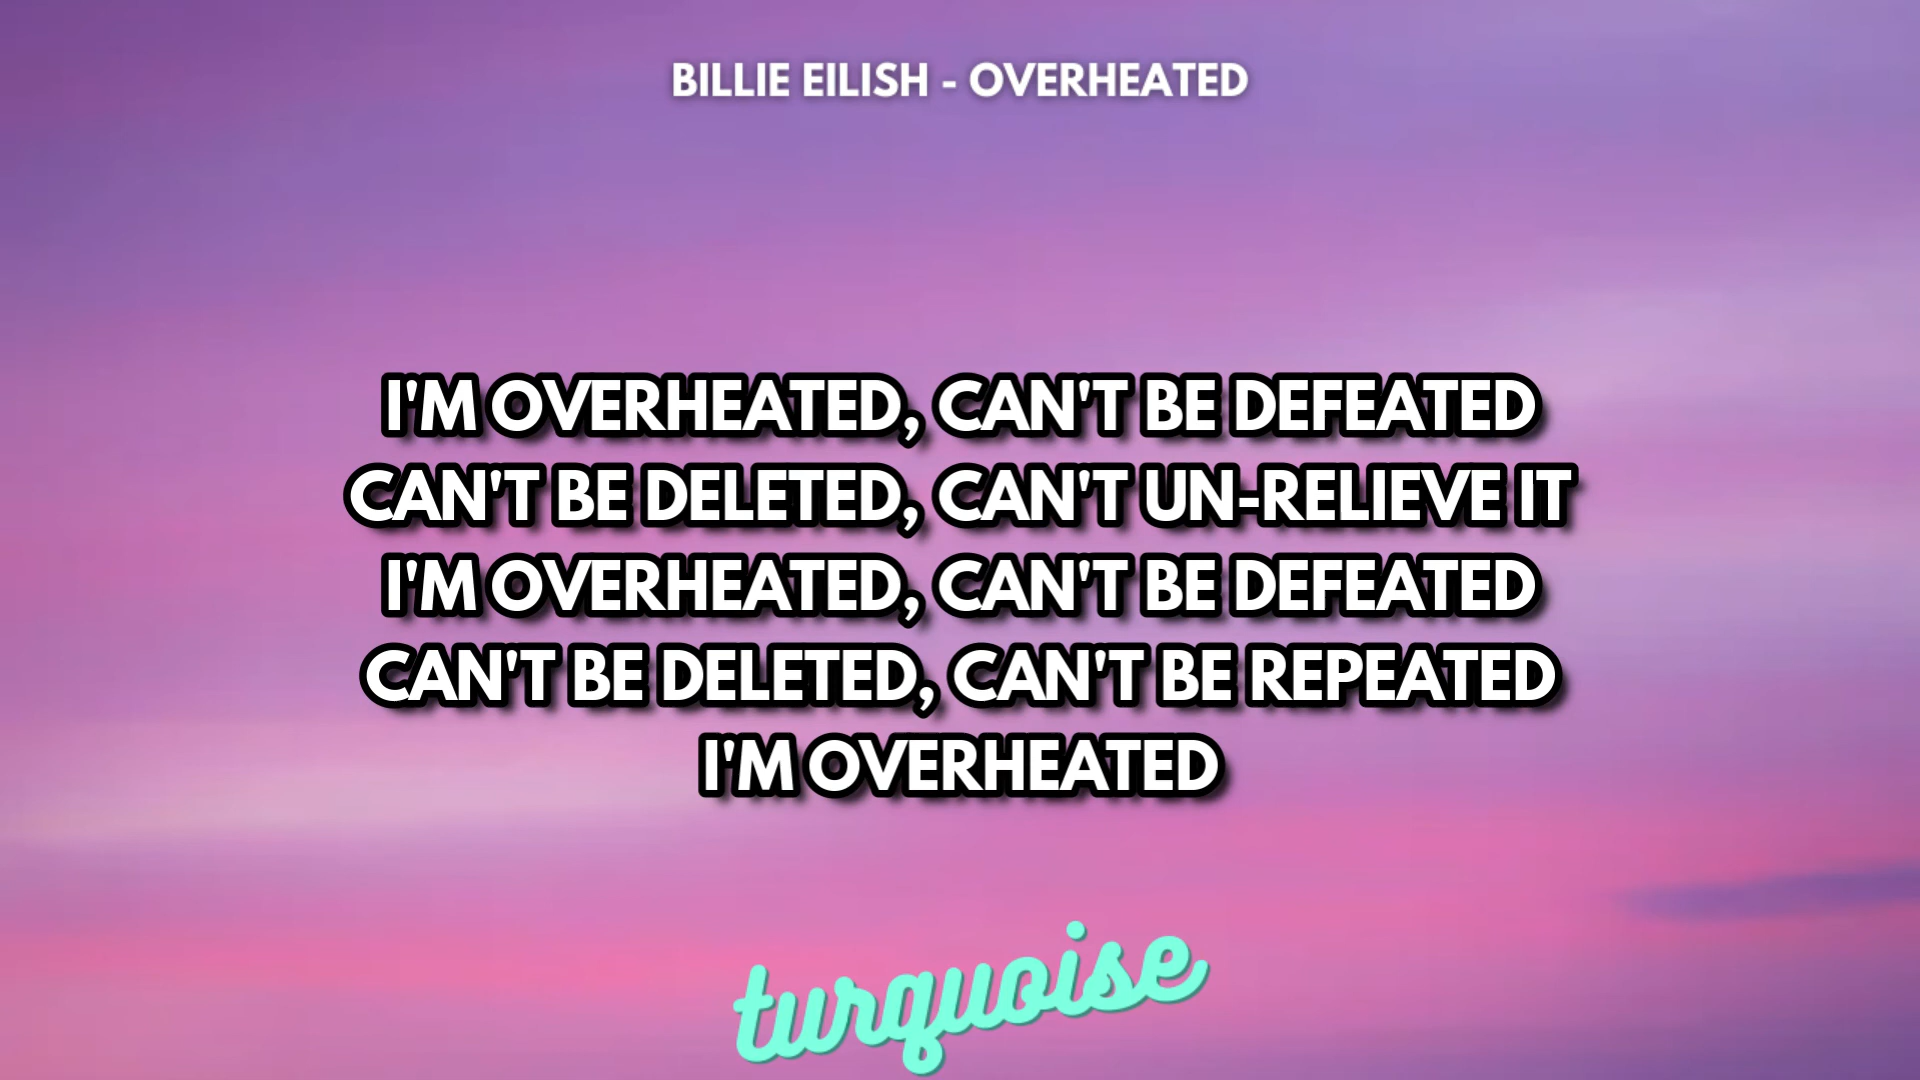 BILLIE EILISH - OVERHEATED
I'M OVERHEATED, CAN'T BE DEFEATED
CAN'T BE DELETED, CAN'T UN-RELIEVE IT
I'M OVERHEATED, CAN'T BE DEFEATED
CAN'T BE DELETED, CAN'T BE REPEATED
I'M OVERHEATED
turquoise